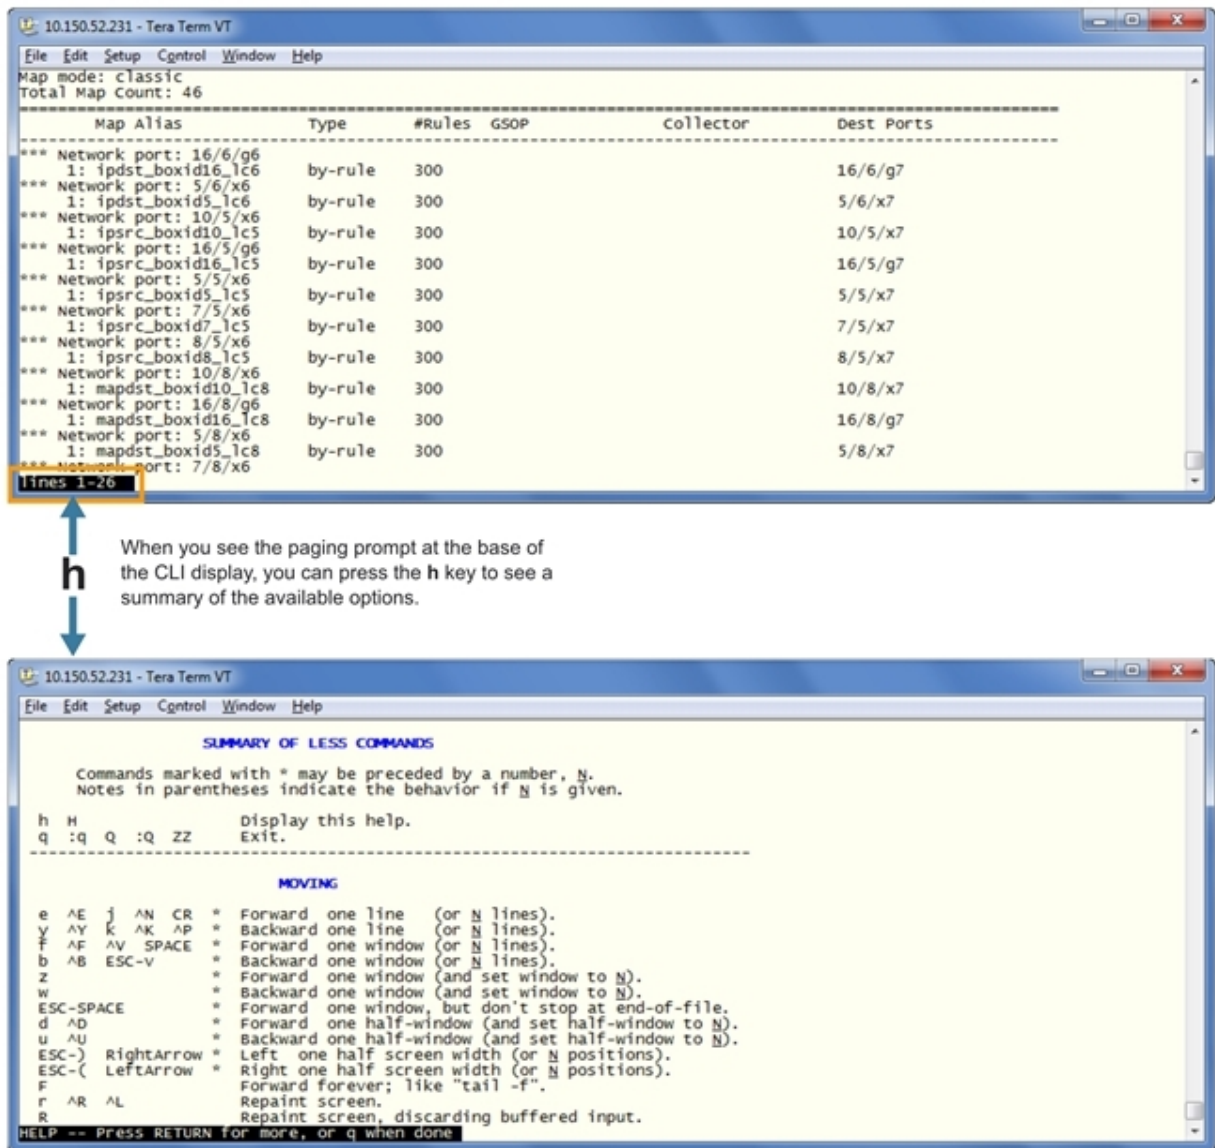 10.150.52.231 - Tera Term VT
File Edit Setup Control Window Help
Map mode: classic
Total Map Count: 46
Map Alias Type #Rules GSOP Collector Dest Ports
*** Network port: 16/6/g6
1: ipdst_boxid16_lc6 by-rule 300 16/6/g7
*** Network port: 5/6/x6
1: ipdst_boxid5_lc6 by-rule 300 5/6/x7
*** Network port: 10/5/x6
1: ipsrc_boxid10_lc5 by-rule 300 10/5/x7
*** Network port: 16/5/g6
1: ipsrc_boxid16_lc5 by-rule 300 16/5/g7
*** Network port: 5/5/x6
1: ipsrc_boxid5_lc5 by-rule 300 5/5/x7
*** Network port: 7/5/x6
1: ipsrc_boxid7_lc5 by-rule 300 7/5/x7
*** Network port: 8/5/x6
1: ipsrc_boxid8_lc5 by-rule 300 8/5/x7
*** Network port: 10/8/x6
1: mapdst_boxid10_lc8 by-rule 300 10/8/x7
*** Network port: 16/8/g6
1: mapdst_boxid16_lc8 by-rule 300 16/8/g7
*** Network port: 5/8/x6
1: mapdst_boxid5_lc8 by-rule 300 5/8/x7
*** Network port: 7/8/x6
lines 1-26
h
When you see the paging prompt at the base of
the CLI display, you can press the h key to see a
summary of the available options.
10.150.52.231 - Tera Term VT
File Edit Setup Control Window Help
SUMMARY OF LESS COMMANDS
Commands marked with * may be preceded by a number, N.
Notes in parentheses indicate the behavior if N is given.
h H Display this help.
q :q Q :Q ZZ Exit.
MOVING
e ^E j ^N CR * Forward one line (or N lines).
y ^Y k ^K ^P * Backward one line (or N lines).
f ^F ^V SPACE * Forward one window (or N lines).
b ^B ESC-v * Backward one window (or N lines).
z * Forward one window (and set window to N).
w * Backward one window (and set window to N).
ESC-SPACE * Forward one window, but don't stop at end-of-file.
d ^D * Forward one half-window (and set half-window to N).
u ^U * Backward one half-window (and set half-window to N).
ESC-) RightArrow * Left one half screen width (or N positions).
ESC-( LeftArrow * Right one half screen width (or N positions).
F Forward forever; like "tail -f".
r ^R ^L Repaint screen.
R Repaint screen, discarding buffered input.
HELP -- Press RETURN for more, or q when done